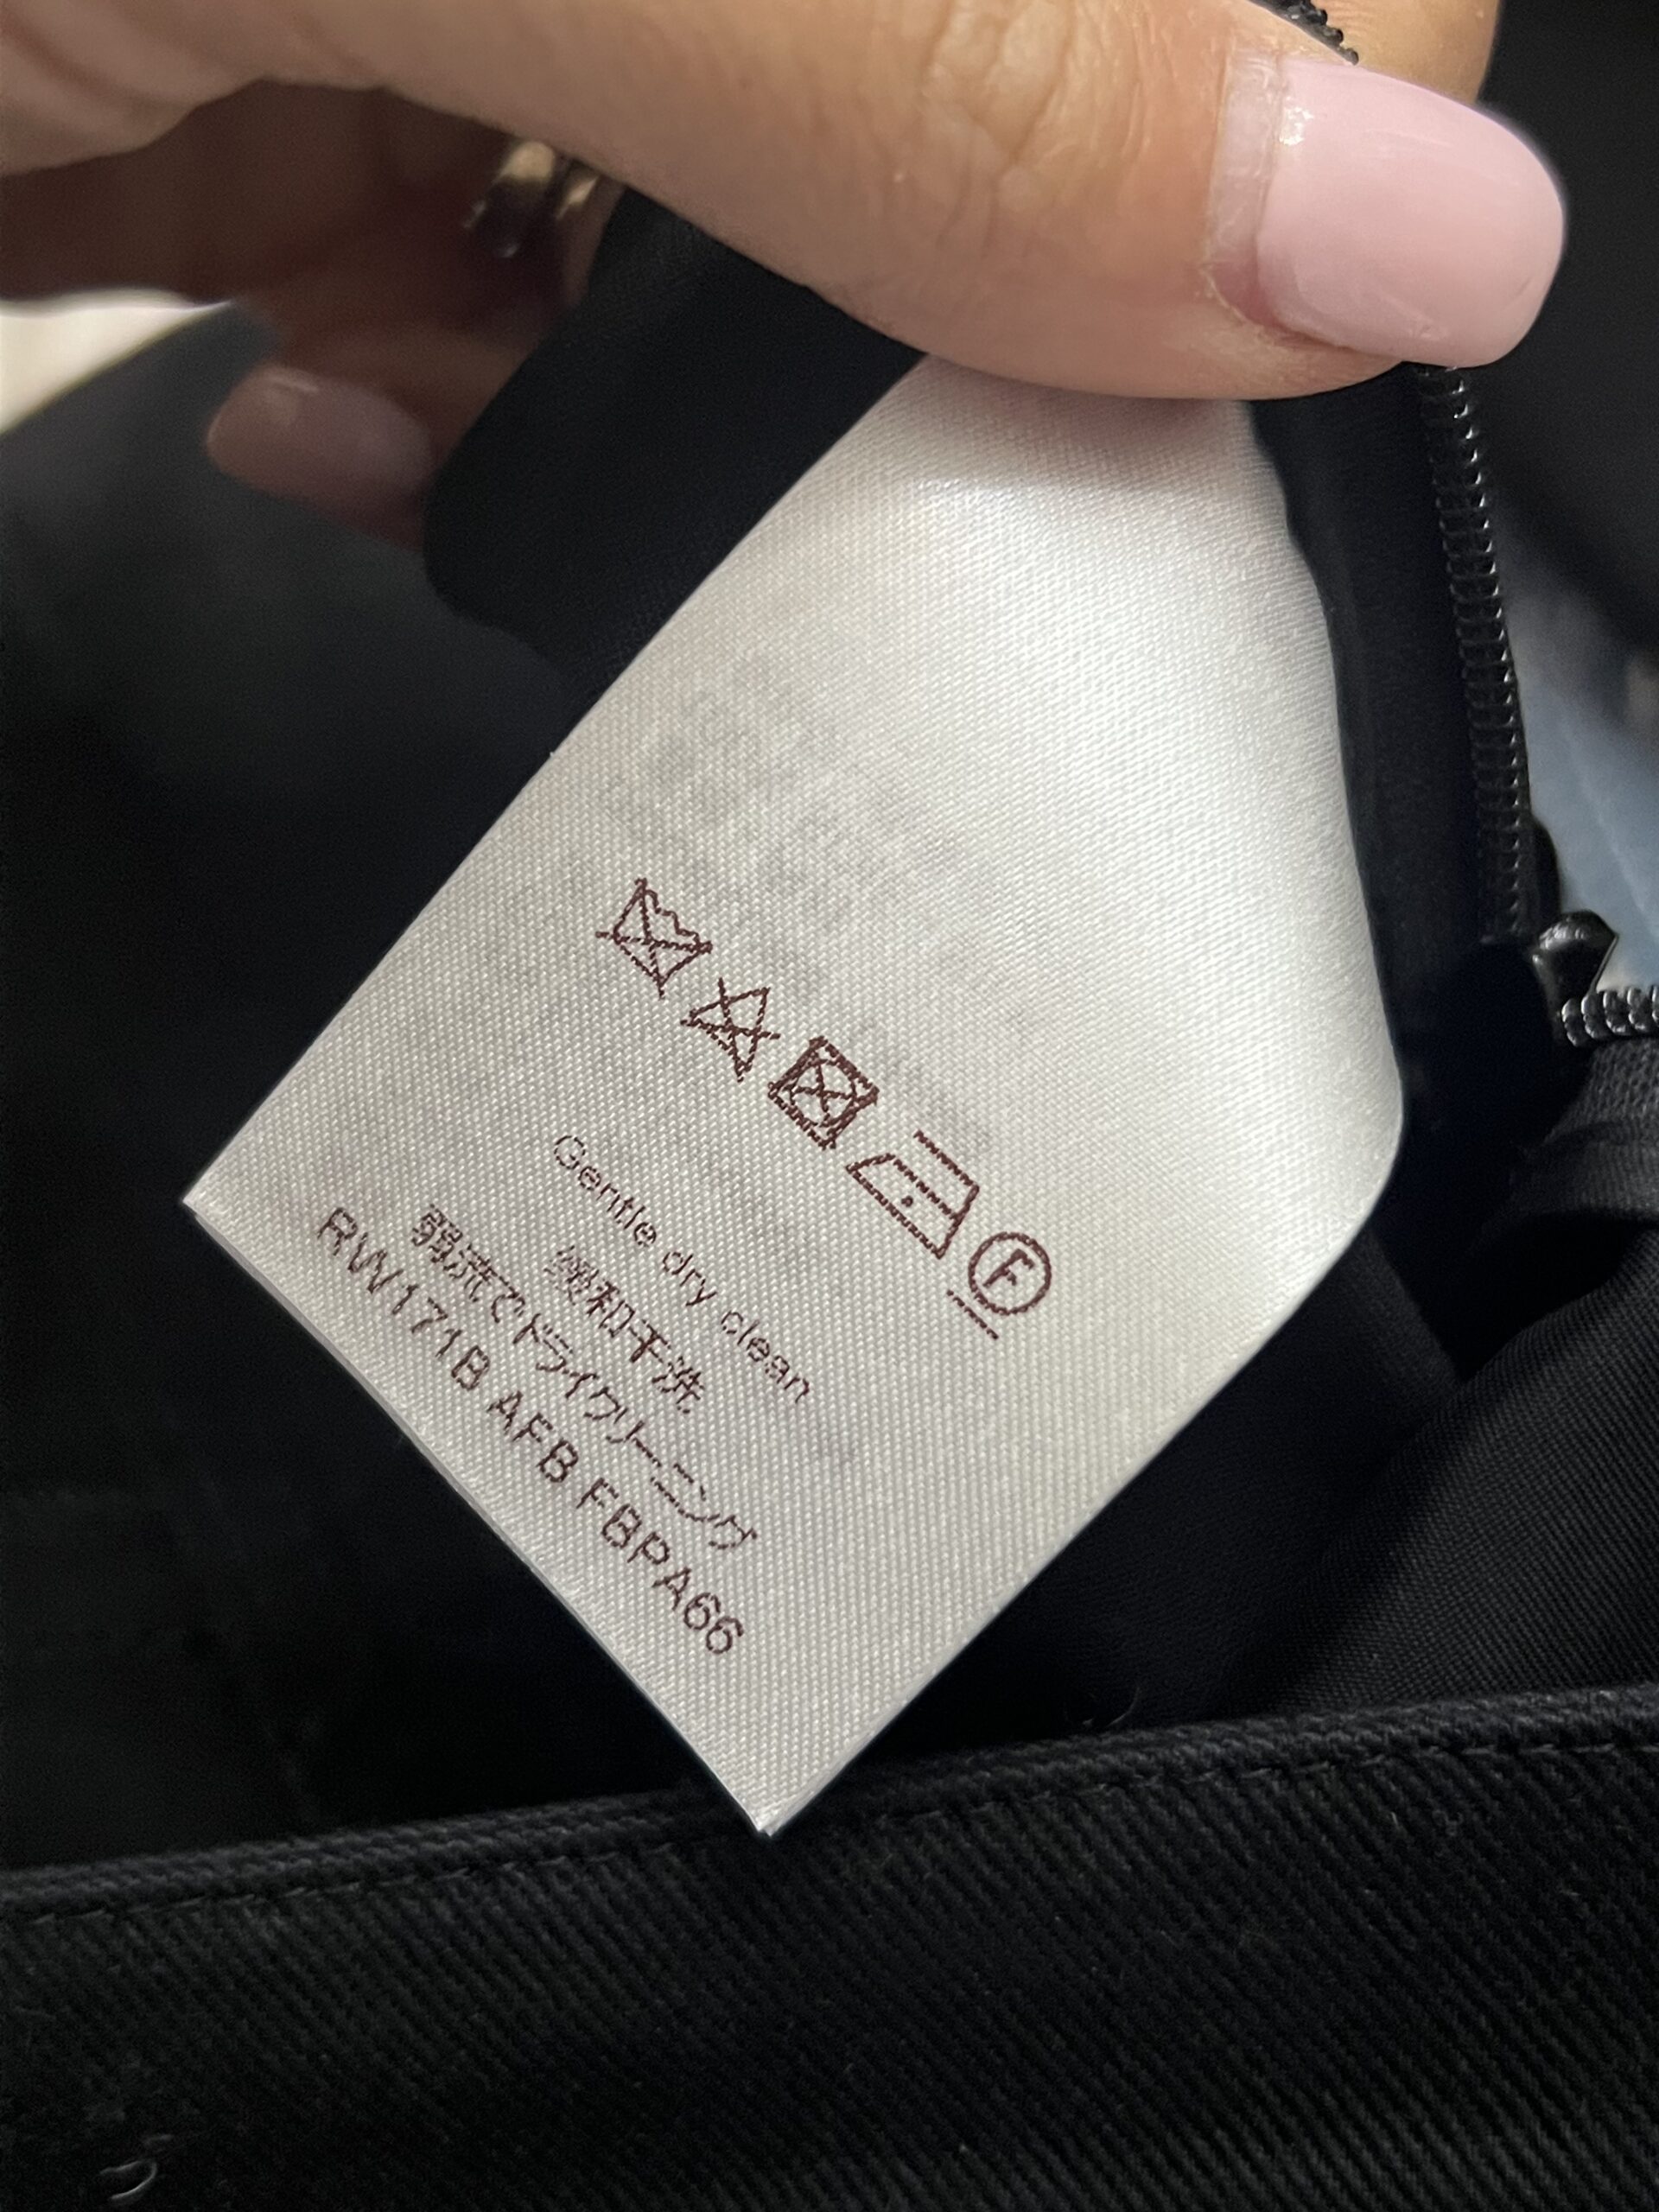 F
Gentle dry clean
缓和干洗
弱流でドライクリーニング
RW171B AFB FBPA66